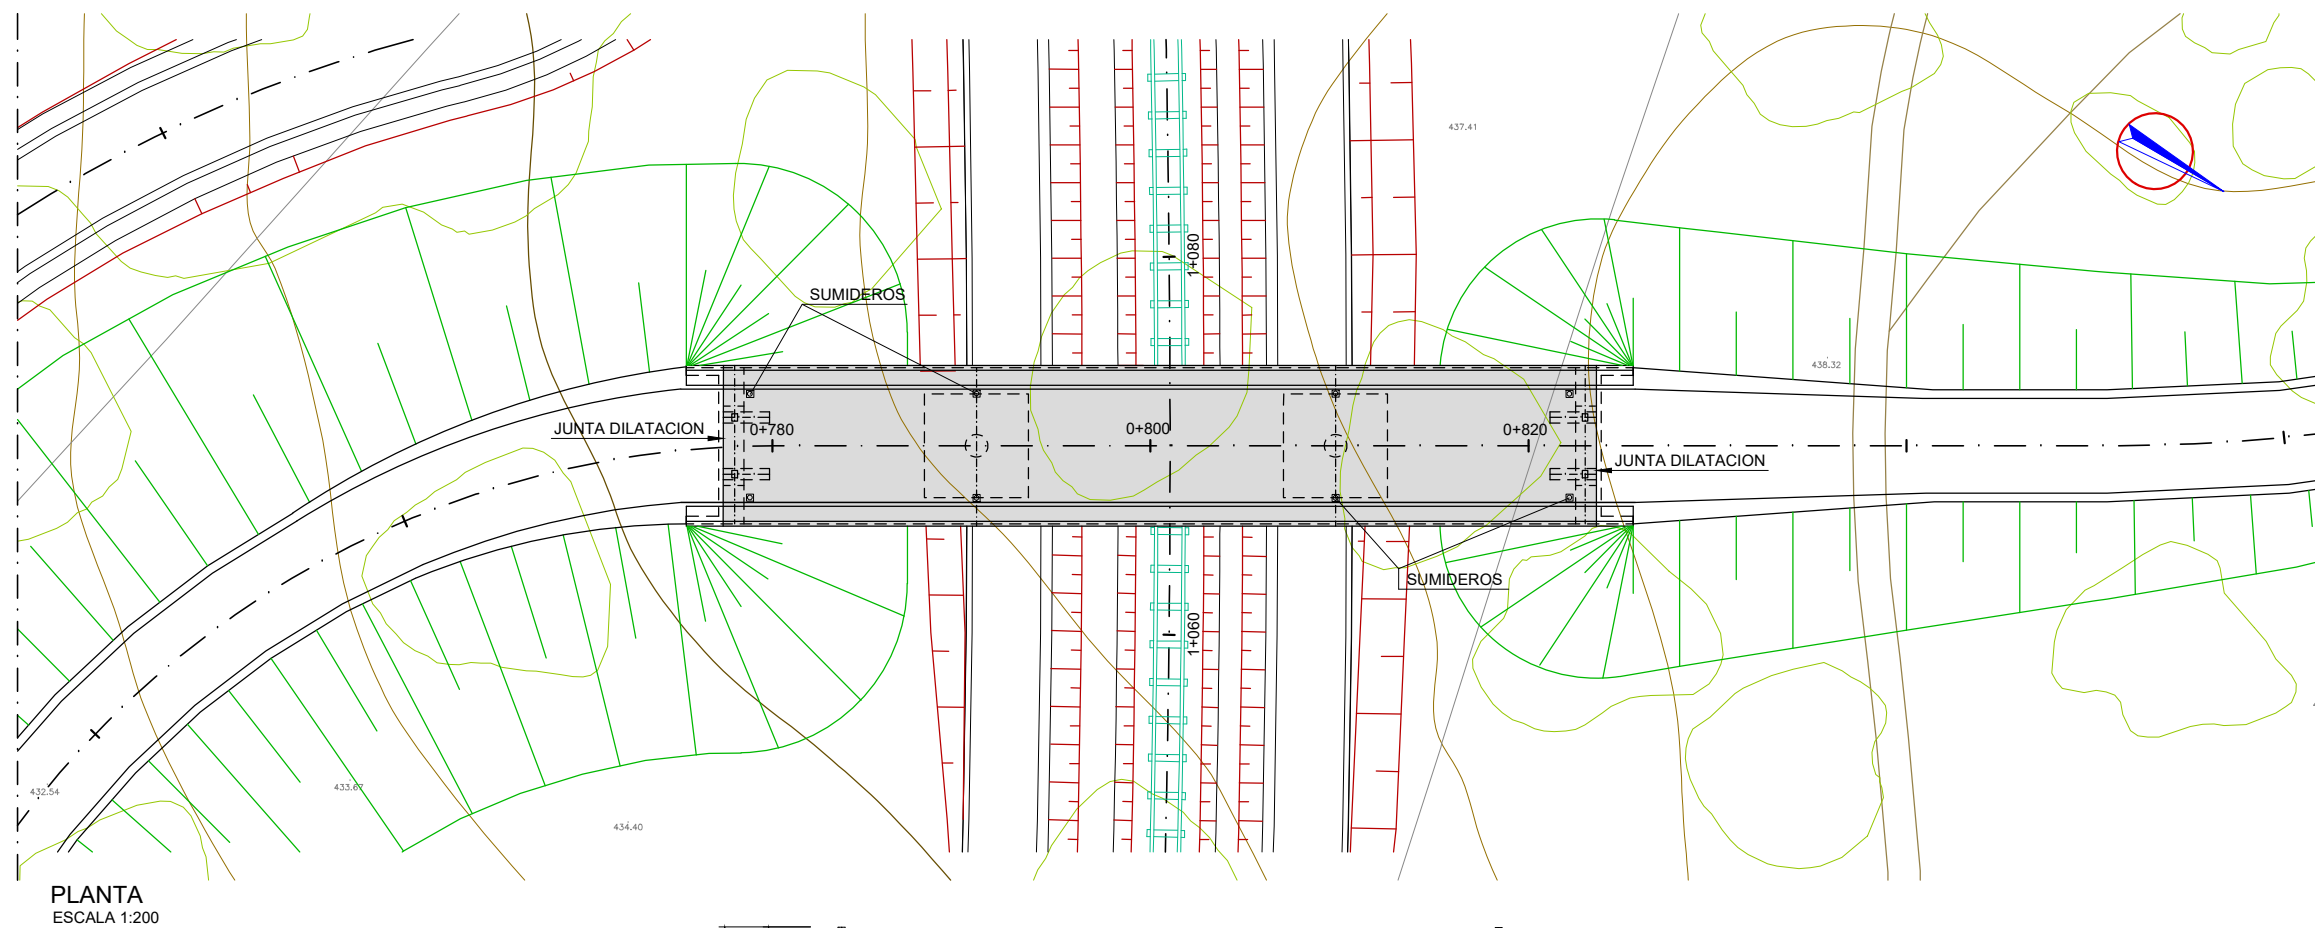 437.41
1+080
SUMIDEROS
438.32
JUNTA DILATACION
0+780
0+800
0+820
JUNTA DILATACION
SUMIDEROS
1+060
432.54
433.67
434.40
PLANTA
ESCALA 1:200